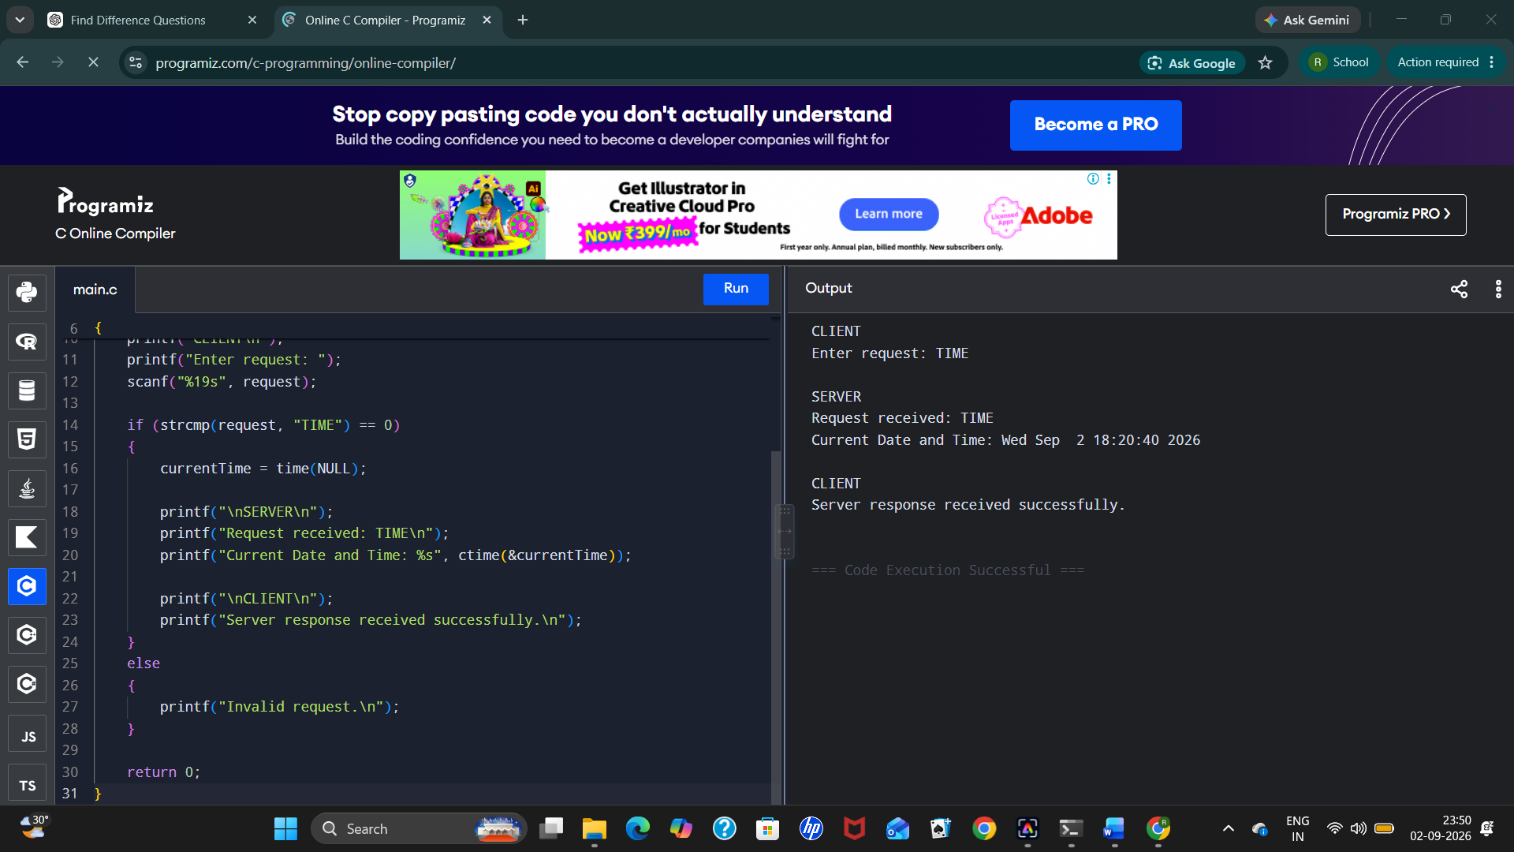 Find Difference Questions
Online C Compiler - Programiz
Ask Gemini
programiz.com/c-programming/online-compiler/
Ask Google
R School
Action required
Stop copy pasting code you don't actually understand
Build the coding confidence you need to become a developer companies will fight for
Become a PRO
Programiz
C Online Compiler
Ai
Get Illustrator in
Creative Cloud Pro
Now ₹399/mo for Students
Learn more
Adobe
First year only. Annual plan, billed monthly. New subscribers only.
Programiz PRO
main.c
Run
Output
6 {
10 printf("CLIENT\n");
11 printf("Enter request: ");
12 scanf("%19s", request);
13
14 if (strcmp(request, "TIME") == 0)
15 {
16 currentTime = time(NULL);
17
18 printf("\nSERVER\n");
19 printf("Request received: TIME\n");
20 printf("Current Date and Time: %s", ctime(&currentTime));
21
22 printf("\nCLIENT\n");
23 printf("Server response received successfully.\n");
24 }
25 else
26 {
27 printf("Invalid request.\n");
28 }
29
30 return 0;
31 }
CLIENT
Enter request: TIME
SERVER
Request received: TIME
Current Date and Time: Wed Sep  2 18:20:40 2026
CLIENT
Server response received successfully.
=== Code Execution Successful ===
JS
TS
30°
Search
ENG
IN
23:50
02-09-2026